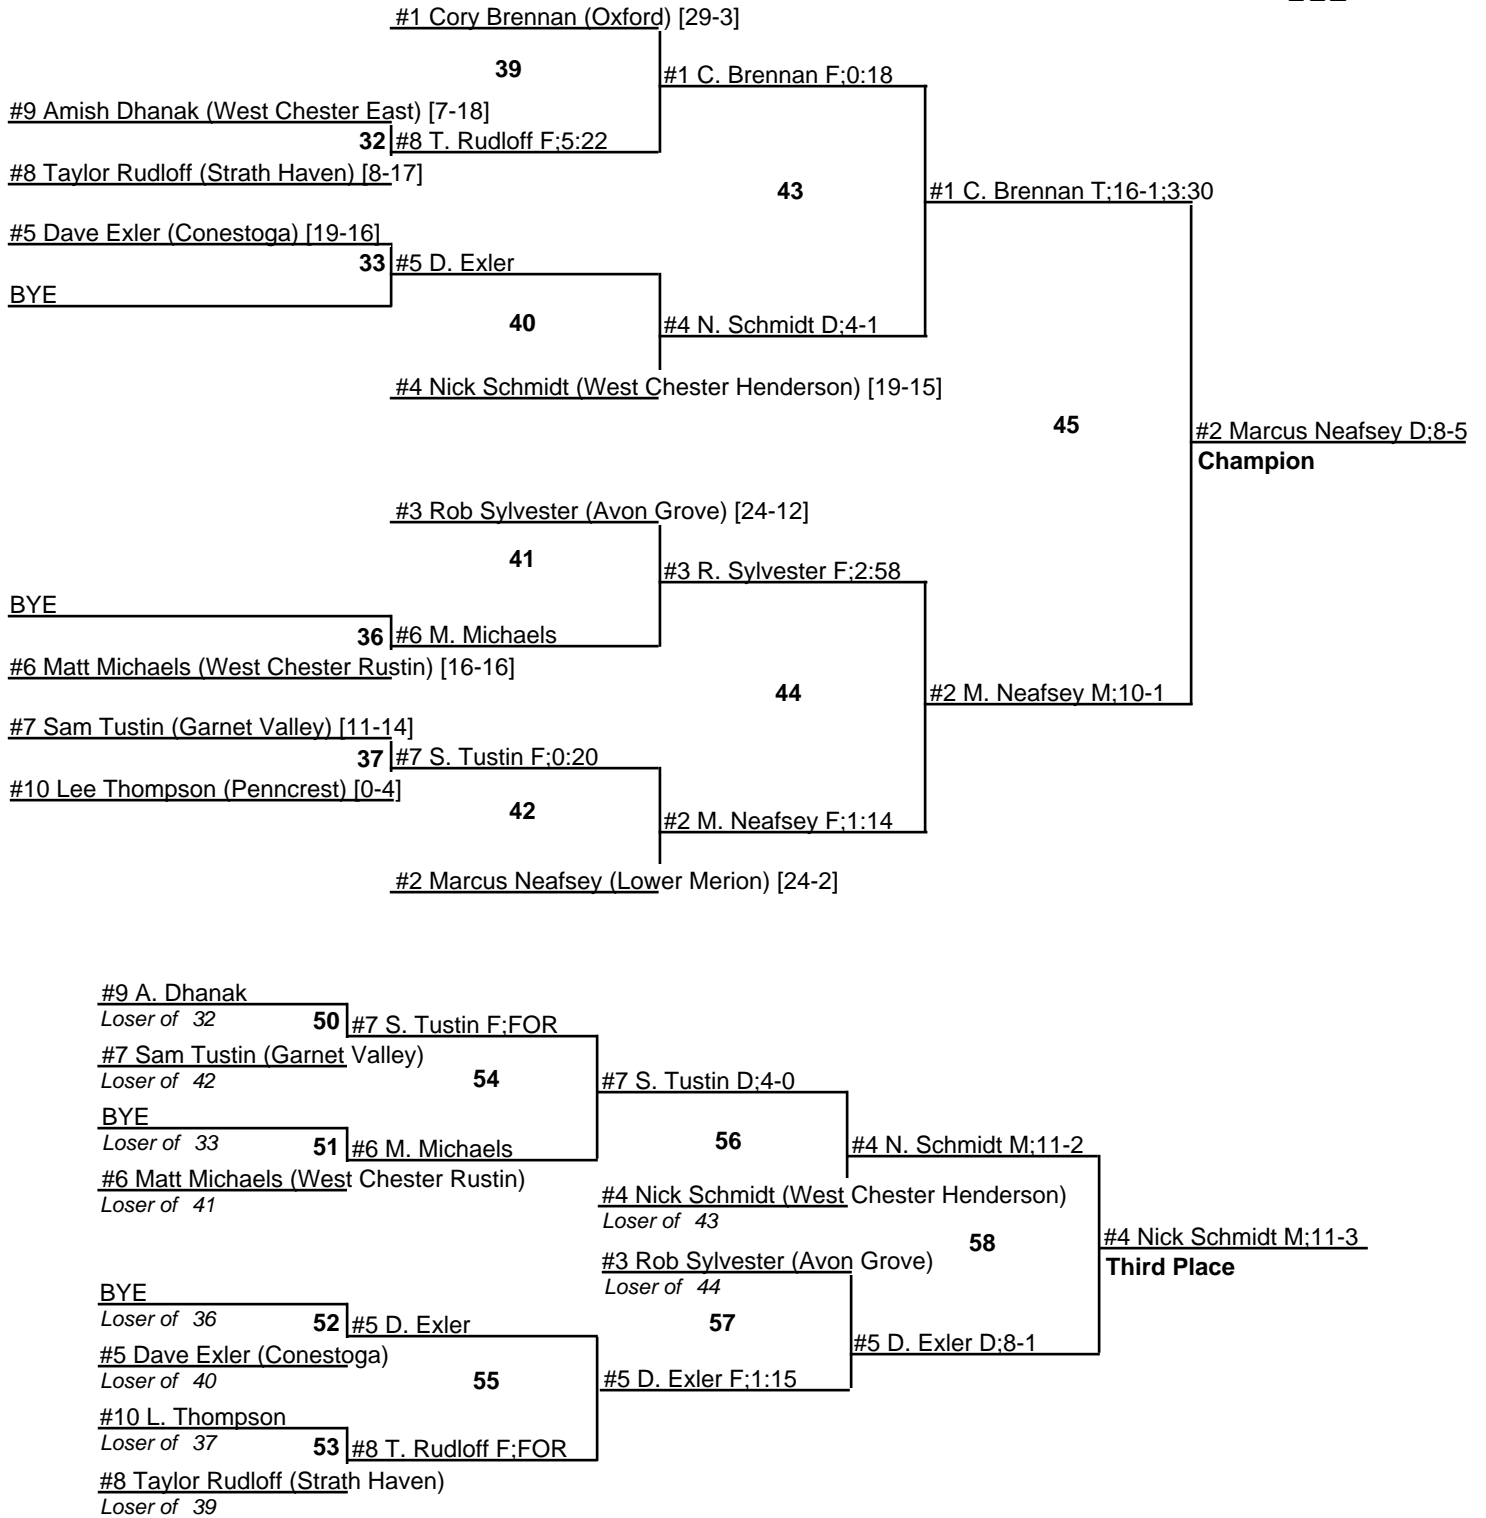 #1 Cory Brennan (Oxford) [29-3]
39
#1 C. Brennan F;0:18
#9 Amish Dhanak (West Chester East) [7-18]
32 #8 T. Rudloff F;5:22
#8 Taylor Rudloff (Strath Haven) [8-17]
43
#1 C. Brennan T;16-1;3:30
#5 Dave Exler (Conestoga) [19-16]
33 #5 D. Exler
BYE
40
#4 N. Schmidt D;4-1
#4 Nick Schmidt (West Chester Henderson) [19-15]
45
#2 Marcus Neafsey D;8-5
Champion
#3 Rob Sylvester (Avon Grove) [24-12]
41
#3 R. Sylvester F;2:58
BYE
36 #6 M. Michaels
#6 Matt Michaels (West Chester Rustin) [16-16]
44
#2 M. Neafsey M;10-1
#7 Sam Tustin (Garnet Valley) [11-14]
37 #7 S. Tustin F;0:20
#10 Lee Thompson (Penncrest) [0-4]
42
#2 M. Neafsey F;1:14
#2 Marcus Neafsey (Lower Merion) [24-2]
#9 A. Dhanak
Loser of 32
50 #7 S. Tustin F;FOR
#7 Sam Tustin (Garnet Valley)
Loser of 42
54
#7 S. Tustin D;4-0
BYE
Loser of 33
51 #6 M. Michaels
56
#4 N. Schmidt M;11-2
#6 Matt Michaels (West Chester Rustin)
Loser of 41
#4 Nick Schmidt (West Chester Henderson)
Loser of 43
58
#4 Nick Schmidt M;11-3
Third Place
#3 Rob Sylvester (Avon Grove)
Loser of 44
BYE
Loser of 36
52 #5 D. Exler
57
#5 D. Exler D;8-1
#5 Dave Exler (Conestoga)
Loser of 40
55
#5 D. Exler F;1:15
#10 L. Thompson
Loser of 37
53 #8 T. Rudloff F;FOR
#8 Taylor Rudloff (Strath Haven)
Loser of 39